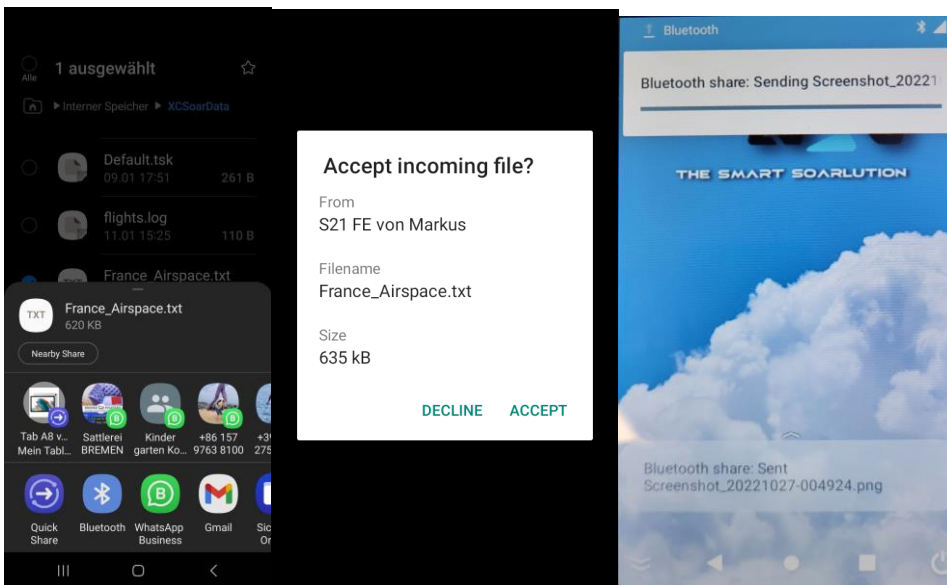 1 ausgewählt
Alle
Interner Speicher
XCSoarData
Default.tsk
09.01 17:51
261 B
flights.log
11.01 15:25
110 B
France_Airspace.txt
TXT
France_Airspace.txt
620 KB
Nearby Share
Tab A8 v...
Mein Tabl...
Sattlerei
BREMEN
Kinder
garten Ko...
+86 157
9763 8100
Quick
Share
Bluetooth
WhatsApp
Business
Gmail
Accept incoming file?
From
S21 FE von Markus
Filename
France_Airspace.txt
Size
635 kB
DECLINE
ACCEPT
Bluetooth
Bluetooth share: Sending Screenshot_20221
THE SMART SOARLUTION
Bluetooth share: Sent
Screenshot_20221027-004924.png